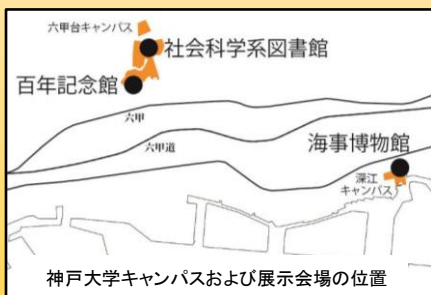 六甲台キャンパス
社会科学系図書館
百年記念館
六甲
六甲道
海事博物館
深江
キャンパス
神戸大学キャンパスおよび展示会場の位置